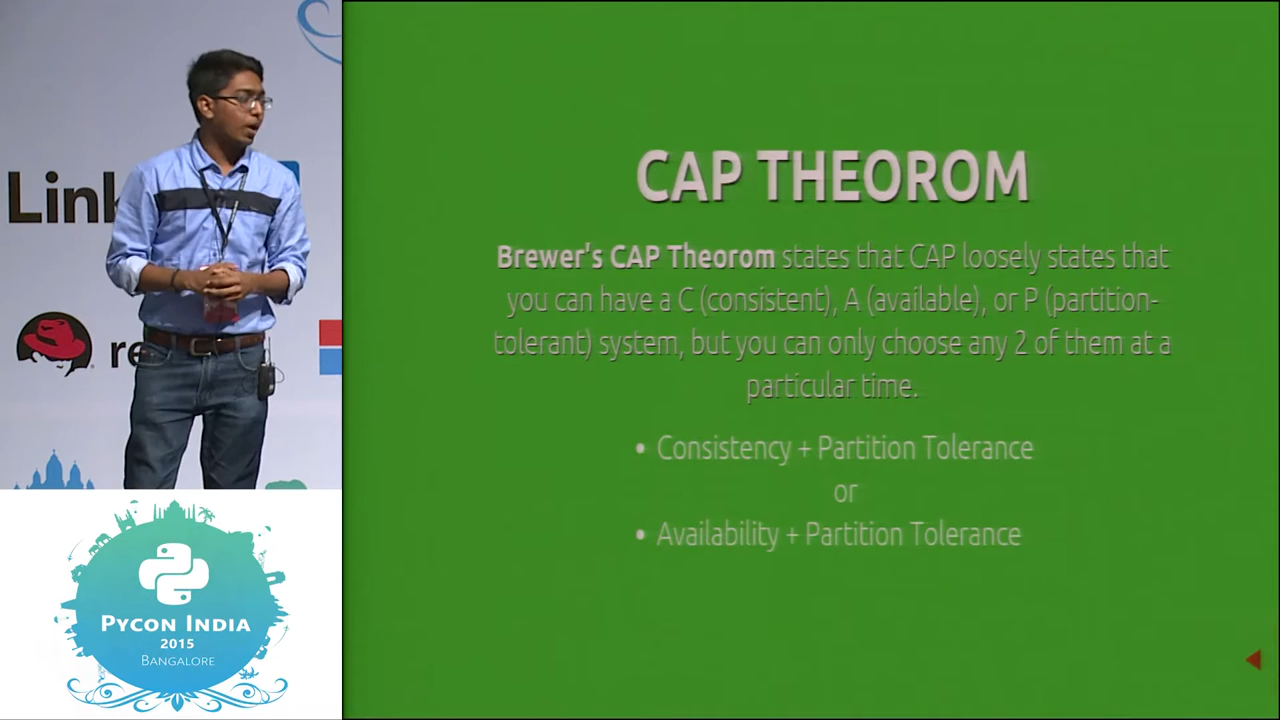 Link
re
CAP THEOROM
Brewer's CAP Theorom states that CAP loosely states that
you can have a C (consistent), A (available), or P (partition-
tolerant) system, but you can only choose any 2 of them at a
particular time.
• Consistency + Partition Tolerance
or
• Availability + Partition Tolerance
PYCON INDIA
2015
BANGALORE